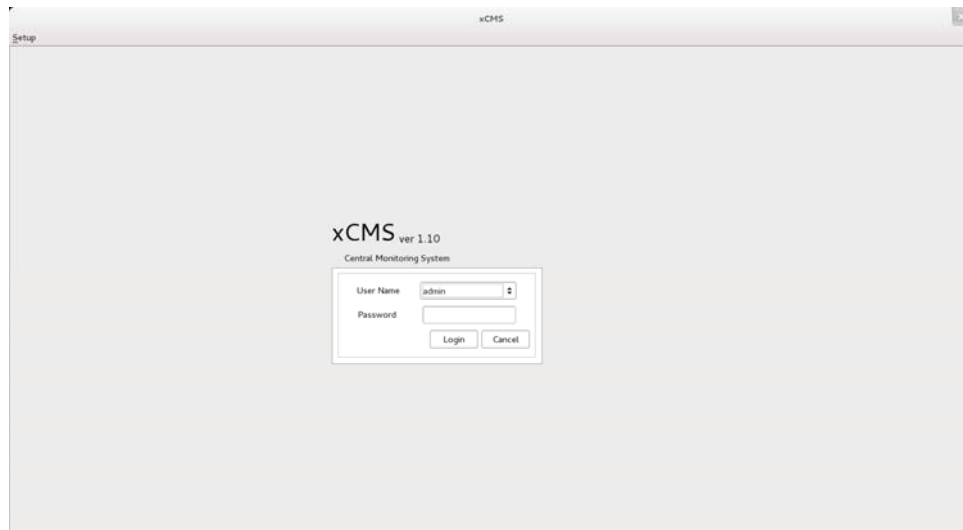 xCMS
Setup
xCMS ver 1.10
Central Monitoring System
User Name admin
Password
Login Cancel